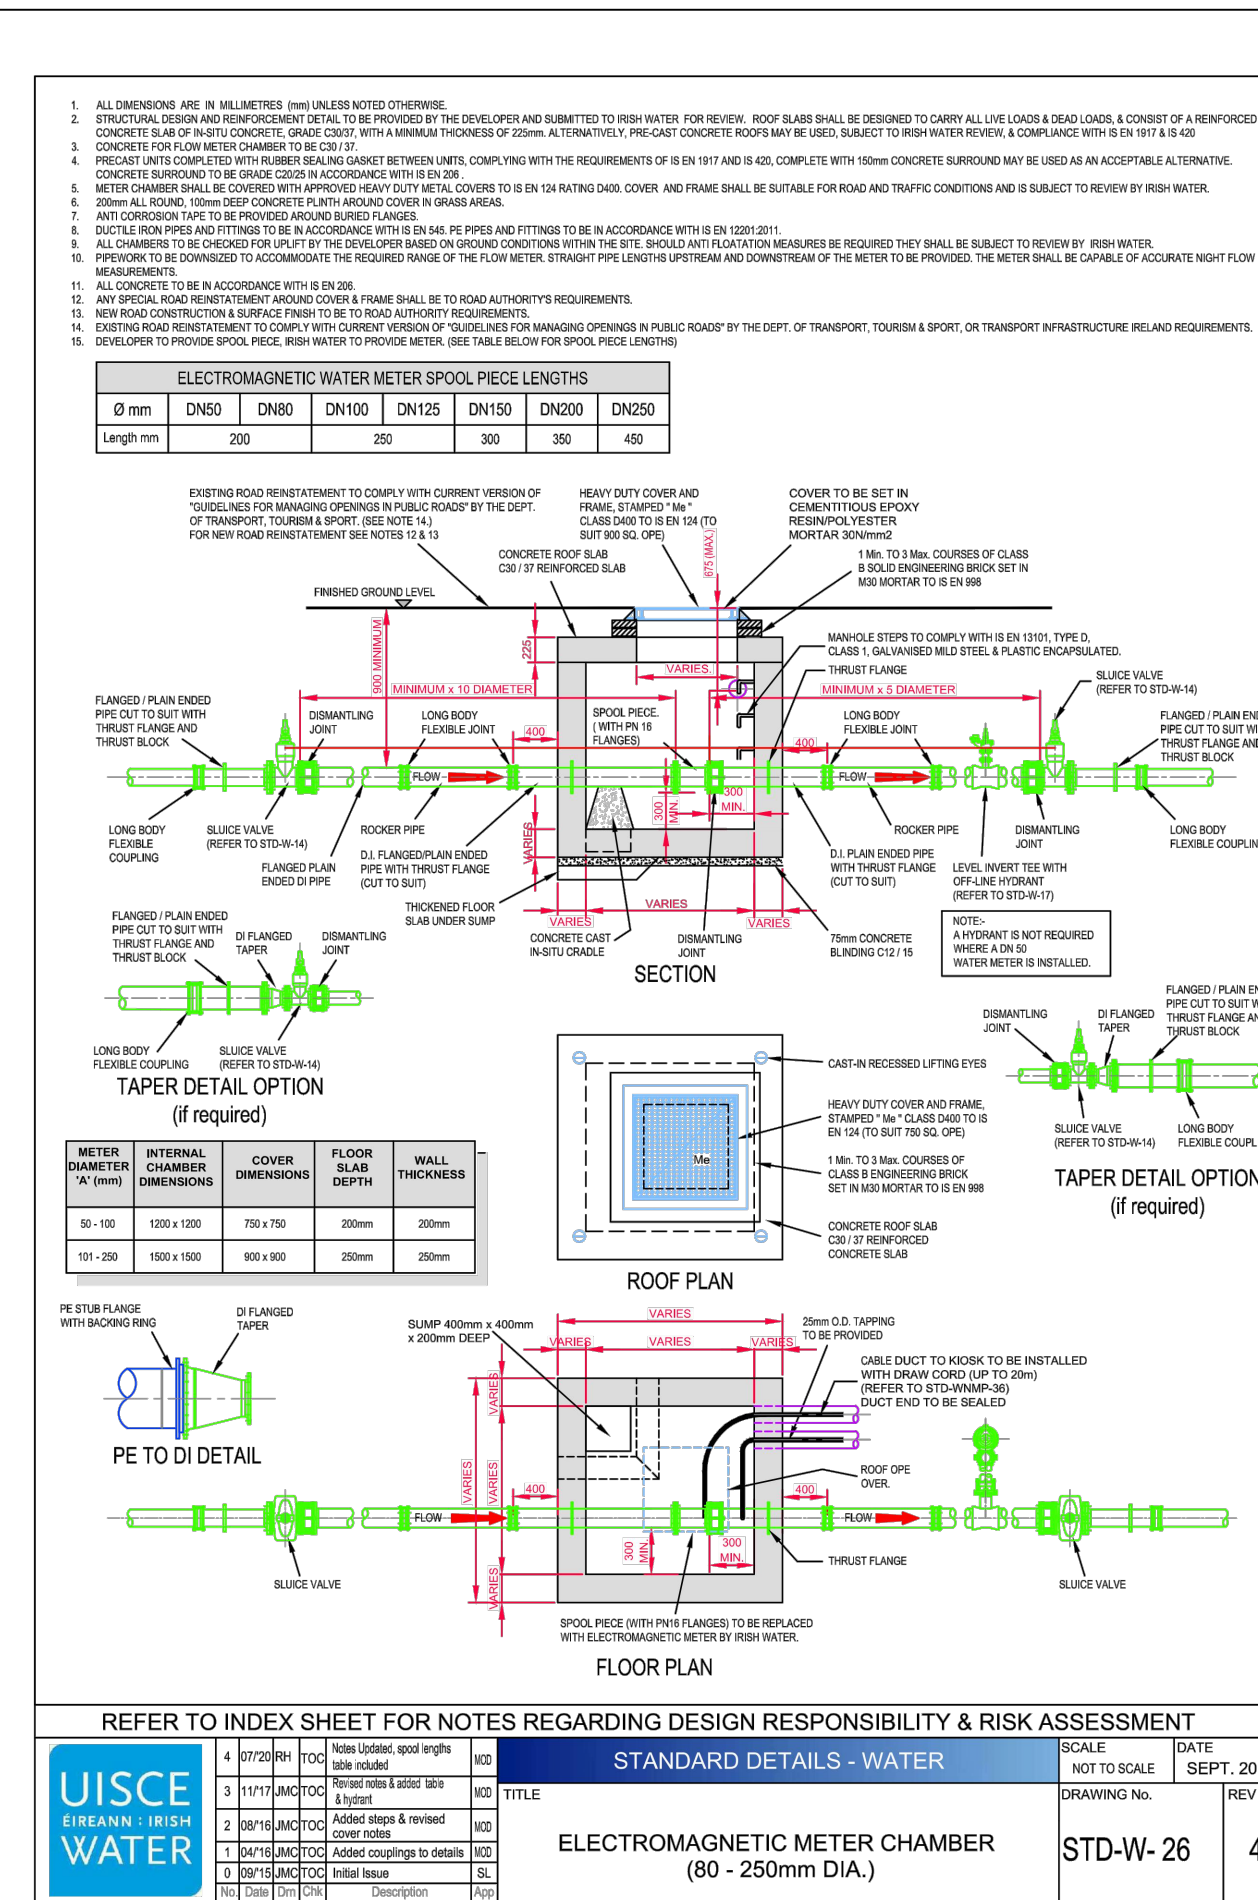 1. ALL DIMENSIONS ARE IN MILLIMETRES (mm) UNLESS NOTED OTHERWISE.
2. STRUCTURAL DESIGN AND REINFORCEMENT DETAIL TO BE PROVIDED BY THE DEVELOPER AND SUBMITTED TO IRISH WATER FOR REVIEW. ROOF SLABS SHALL BE DESIGNED TO CARRY ALL LIVE LOADS & DEAD LOADS, & CONSIST OF A REINFORCED
CONCRETE SLAB OF IN-SITU CONCRETE, GRADE C30/37, WITH A MINIMUM THICKNESS OF 225mm. ALTERNATIVELY, PRE-CAST CONCRETE ROOFS MAY BE USED, SUBJECT TO IRISH WATER REVIEW, & COMPLIANCE WITH IS EN 1917 & IS 420
3. CONCRETE FOR FLOW METER CHAMBER TO BE C30 / 37.
4. PRECAST UNITS COMPLETED WITH RUBBER SEALING GASKET BETWEEN UNITS, COMPLYING WITH THE REQUIREMENTS OF IS EN 1917 AND IS 420, COMPLETE WITH 150mm CONCRETE SURROUND MAY BE USED AS AN ACCEPTABLE ALTERNATIVE.
CONCRETE SURROUND TO BE GRADE C20/25 IN ACCORDANCE WITH IS EN 206 .
5. METER CHAMBER SHALL BE COVERED WITH APPROVED HEAVY DUTY METAL COVERS TO IS EN 124 RATING D400. COVER AND FRAME SHALL BE SUITABLE FOR ROAD AND TRAFFIC CONDITIONS AND IS SUBJECT TO REVIEW BY IRISH WATER.
6. 200mm ALL ROUND, 100mm DEEP CONCRETE PLINTH AROUND COVER IN GRASS AREAS.
7. ANTI CORROSION TAPE TO BE PROVIDED AROUND BURIED FLANGES.
8. DUCTILE IRON PIPES AND FITTINGS TO BE IN ACCORDANCE WITH IS EN 545. PE PIPES AND FITTINGS TO BE IN ACCORDANCE WITH IS EN 12201:2011.
9. ALL CHAMBERS TO BE CHECKED FOR UPLIFT BY THE DEVELOPER BASED ON GROUND CONDITIONS WITHIN THE SITE. SHOULD ANTI FLOATATION MEASURES BE REQUIRED THEY SHALL BE SUBJECT TO REVIEW BY IRISH WATER.
10. PIPEWORK TO BE DOWNSIZED TO ACCOMMODATE THE REQUIRED RANGE OF THE FLOW METER. STRAIGHT PIPE LENGTHS UPSTREAM AND DOWNSTREAM OF THE METER TO BE PROVIDED. THE METER SHALL BE CAPABLE OF ACCURATE NIGHT FLOW
MEASUREMENTS.
11. ALL CONCRETE TO BE IN ACCORDANCE WITH IS EN 206.
12. ANY SPECIAL ROAD REINSTATEMENT AROUND COVER & FRAME SHALL BE TO ROAD AUTHORITY'S REQUIREMENTS.
13. NEW ROAD CONSTRUCTION & SURFACE FINISH TO BE TO ROAD AUTHORITY REQUIREMENTS.
14. EXISTING ROAD REINSTATEMENT TO COMPLY WITH CURRENT VERSION OF "GUIDELINES FOR MANAGING OPENINGS IN PUBLIC ROADS" BY THE DEPT. OF TRANSPORT, TOURISM & SPORT, OR TRANSPORT INFRASTRUCTURE IRELAND REQUIREMENTS.
15. DEVELOPER TO PROVIDE SPOOL PIECE, IRISH WATER TO PROVIDE METER. (SEE TABLE BELOW FOR SPOOL PIECE LENGTHS)
ELECTROMAGNETIC WATER METER SPOOL PIECE LENGTHS
Ø mm DN50 DN80 DN100 DN125 DN150 DN200 DN250
Length mm 200 250 300 350 450
EXISTING ROAD REINSTATEMENT TO COMPLY WITH CURRENT VERSION OF
"GUIDELINES FOR MANAGING OPENINGS IN PUBLIC ROADS" BY THE DEPT.
OF TRANSPORT, TOURISM & SPORT. (SEE NOTE 14.)
FOR NEW ROAD REINSTATEMENT SEE NOTES 12 & 13
HEAVY DUTY COVER AND
FRAME, STAMPED " Me "
CLASS D400 TO IS EN 124 (TO
SUIT 900 SQ. OPE)
COVER TO BE SET IN
CEMENTITIOUS EPOXY
RESIN/POLYESTER
MORTAR 30N/mm2
CONCRETE ROOF SLAB
C30 / 37 REINFORCED SLAB
675 (MAX.)
1 Min. TO 3 Max. COURSES OF CLASS
B SOLID ENGINEERING BRICK SET IN
M30 MORTAR TO IS EN 998
FINISHED GROUND LEVEL
900 MINIMUM
225
MANHOLE STEPS TO COMPLY WITH IS EN 13101, TYPE D,
CLASS 1, GALVANISED MILD STEEL & PLASTIC ENCAPSULATED.
THRUST FLANGE
VARIES.
MINIMUM x 10 DIAMETER
MINIMUM x 5 DIAMETER
SLUICE VALVE
(REFER TO STD-W-14)
FLANGED / PLAIN ENDED
PIPE CUT TO SUIT WITH
THRUST FLANGE AND
THRUST BLOCK
DISMANTLING
JOINT
LONG BODY
FLEXIBLE JOINT
400
SPOOL PIECE.
( WITH PN 16
FLANGES)
400
LONG BODY
FLEXIBLE JOINT
FLANGED / PLAIN END
PIPE CUT TO SUIT WI
THRUST FLANGE AND
THRUST BLOCK
FLOW
FLOW
300
MIN.
300
MIN.
VARIES
LONG BODY
FLEXIBLE
COUPLING
SLUICE VALVE
(REFER TO STD-W-14)
ROCKER PIPE
FLANGED PLAIN
ENDED DI PIPE
D.I. FLANGED/PLAIN ENDED
PIPE WITH THRUST FLANGE
(CUT TO SUIT)
THICKENED FLOOR
SLAB UNDER SUMP
ROCKER PIPE
DISMANTLING
JOINT
LONG BODY
FLEXIBLE COUPLIN
D.I. PLAIN ENDED PIPE
WITH THRUST FLANGE
(CUT TO SUIT)
LEVEL INVERT TEE WITH
OFF-LINE HYDRANT
(REFER TO STD-W-17)
VARIES
VARIES
VARIES
CONCRETE CAST
IN-SITU CRADLE
DISMANTLING
JOINT
75mm CONCRETE
BLINDING C12 / 15
NOTE:-
A HYDRANT IS NOT REQUIRED
WHERE A DN 50
WATER METER IS INSTALLED.
SECTION
FLANGED / PLAIN ENDED
PIPE CUT TO SUIT WITH
THRUST FLANGE AND
THRUST BLOCK
DI FLANGED
TAPER
DISMANTLING
JOINT
LONG BODY
FLEXIBLE COUPLING
SLUICE VALVE
(REFER TO STD-W-14)
TAPER DETAIL OPTION
(if required)
CAST-IN RECESSED LIFTING EYES
HEAVY DUTY COVER AND FRAME,
STAMPED " Me " CLASS D400 TO IS
EN 124 (TO SUIT 750 SQ. OPE)
Me
1 Min. TO 3 Max. COURSES OF
CLASS B ENGINEERING BRICK
SET IN M30 MORTAR TO IS EN 998
CONCRETE ROOF SLAB
C30 / 37 REINFORCED
CONCRETE SLAB
ROOF PLAN
DISMANTLING
JOINT
DI FLANGED
TAPER
FLANGED / PLAIN EN
PIPE CUT TO SUIT W
THRUST FLANGE AN
THRUST BLOCK
SLUICE VALVE
(REFER TO STD-W-14)
LONG BODY
FLEXIBLE COUPL
TAPER DETAIL OPTION
(if required)
METER DIAMETER 'A' (mm) INTERNAL CHAMBER DIMENSIONS COVER DIMENSIONS FLOOR SLAB DEPTH WALL THICKNESS
50 - 100 1200 x 1200 750 x 750 200mm 200mm
101 - 250 1500 x 1500 900 x 900 250mm 250mm
PE STUB FLANGE
WITH BACKING RING
DI FLANGED
TAPER
PE TO DI DETAIL
SUMP 400mm x 400mm
x 200mm DEEP
VARIES
VARIES
VARIES
VARIES
25mm O.D. TAPPING
TO BE PROVIDED
CABLE DUCT TO KIOSK TO BE INSTALLED
WITH DRAW CORD (UP TO 20m)
(REFER TO STD-WNMP-36)
DUCT END TO BE SEALED
VARIES
VARIES
VARIES
VARIES
ROOF OPE
OVER.
400
400
FLOW
FLOW
300
MIN.
300
MIN.
THRUST FLANGE
SLUICE VALVE
SLUICE VALVE
SPOOL PIECE (WITH PN16 FLANGES) TO BE REPLACED
WITH ELECTROMAGNETIC METER BY IRISH WATER.
FLOOR PLAN
REFER TO INDEX SHEET FOR NOTES REGARDING DESIGN RESPONSIBILITY & RISK ASSESSMENT
UISCE
ÉIREANN : IRISH
WATER
4 07/'20 RH TOC Notes Updated, spool lengths table included MOD
3 11/'17 JMC TOC Revised notes & added table & hydrant MOD
2 08/'16 JMC TOC Added steps & revised cover notes MOD
1 04/'16 JMC TOC Added couplings to details MOD
0 09/'15 JMC TOC Initial Issue SL
No. Date Drn Chk Description App
STANDARD DETAILS - WATER
TITLE
ELECTROMAGNETIC METER CHAMBER
(80 - 250mm DIA.)
SCALE
NOT TO SCALE
DATE
SEPT. 20
DRAWING No.
STD-W- 26
REV
4